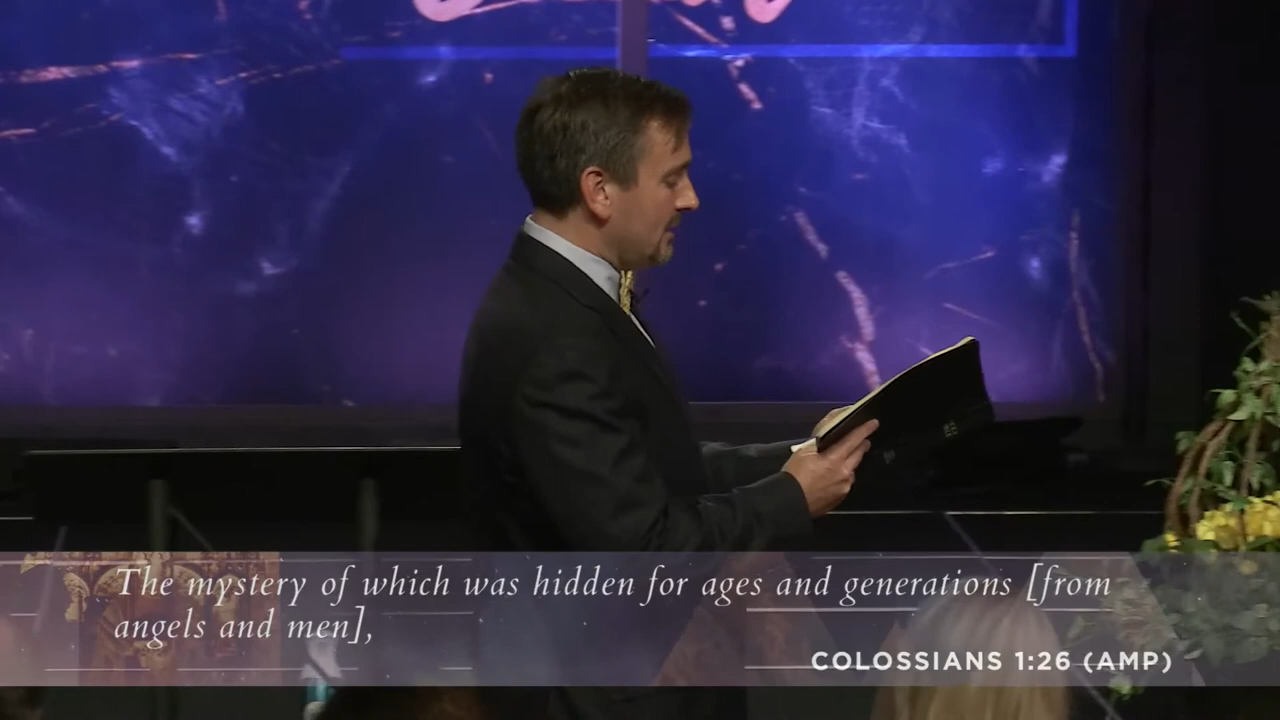 The mystery of which was hidden for ages and generations [from
angels and men],
COLOSSIANS 1:26 (AMP)